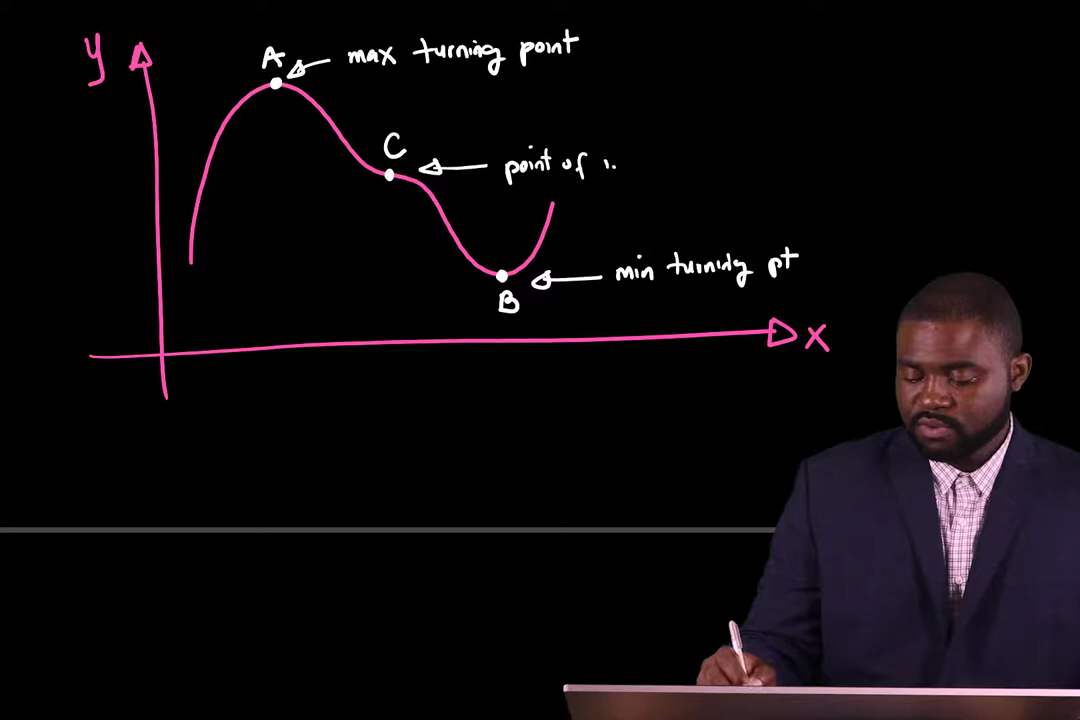 y
A
max turning point
C
point of i
min turning pt
B
x